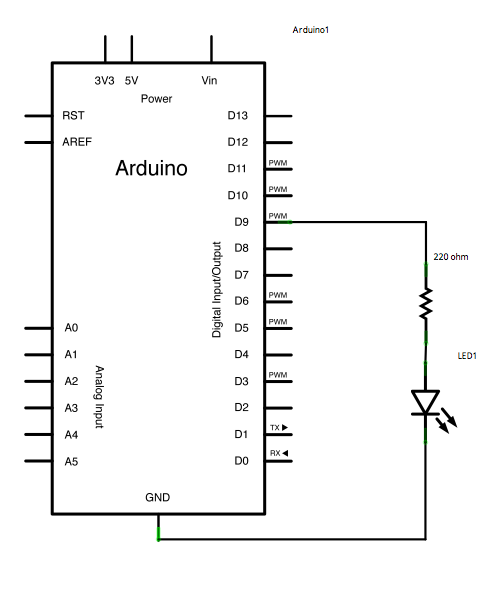 Arduino1
3V3 5V Vin
Power
RST
AREF
Arduino
D13
D12
D11 PWM
D10 PWM
D9 PWM
D8
D7
D6 PWM
D5 PWM
D4
D3 PWM
D2
D1 TX ▶
D0 RX ◀
Digital Input/Output
A0
A1
A2
A3
A4
A5
Analog Input
GND
220 ohm
LED1